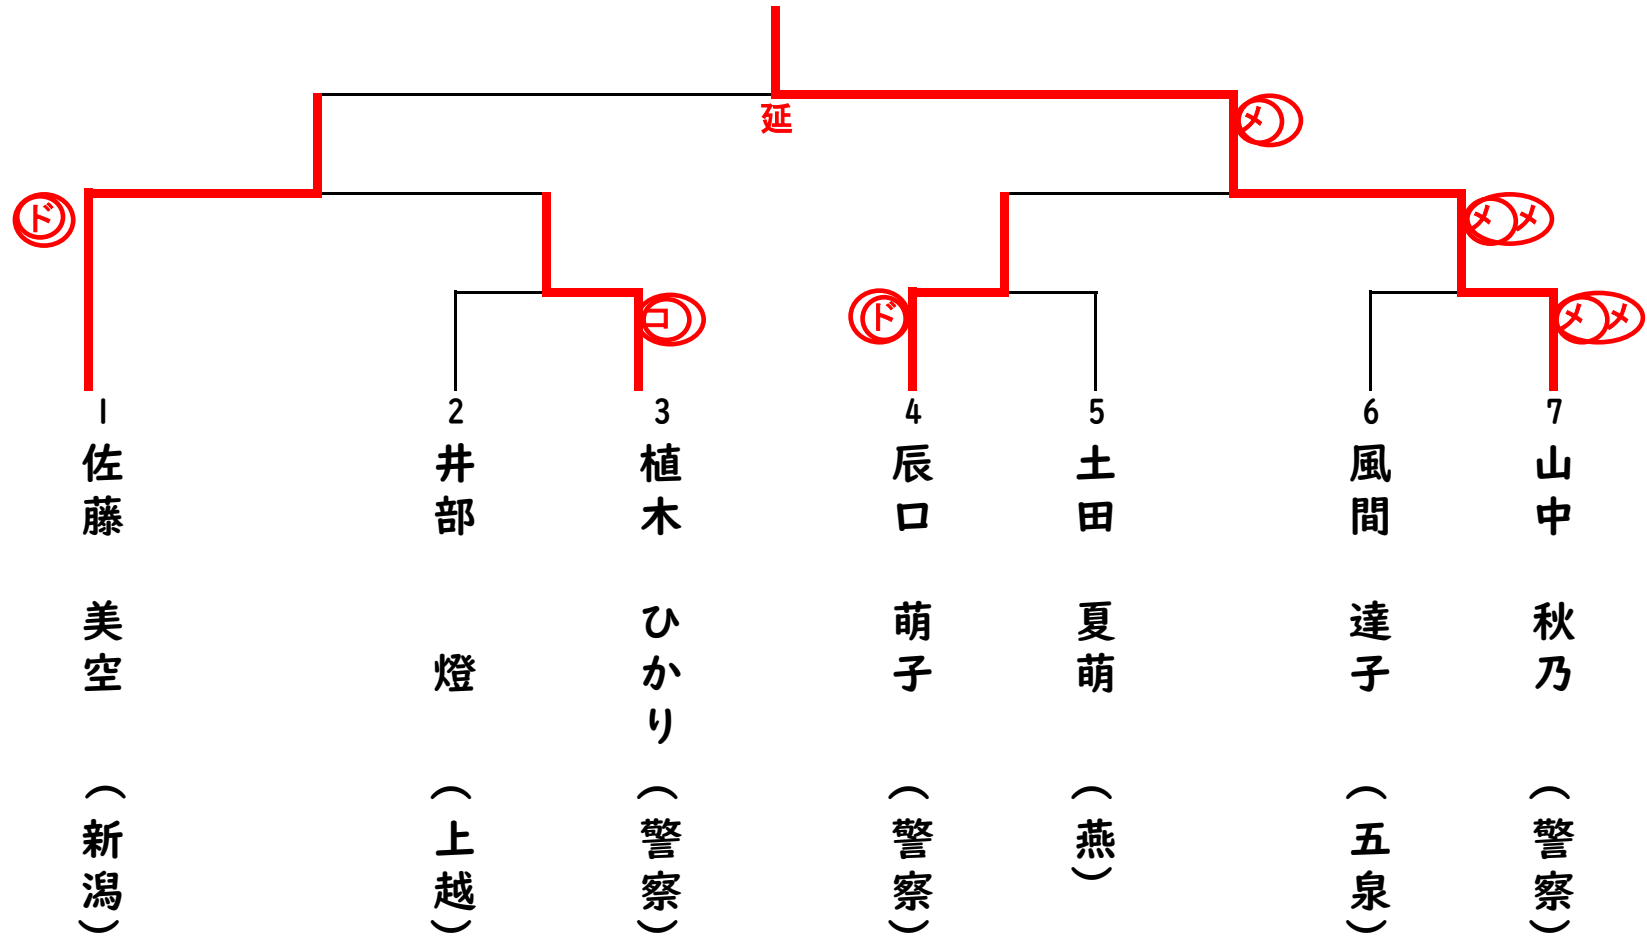 延
メ
ド
メメ
コ
ド
メメ
1 佐藤 美空 (新潟)
2 井部 燈 (上越)
3 植木 ひかり (警察)
4 辰口 萌子 (警察)
5 土田 夏萌 (燕)
6 風間 達子 (五泉)
7 山中 秋乃 (警察)